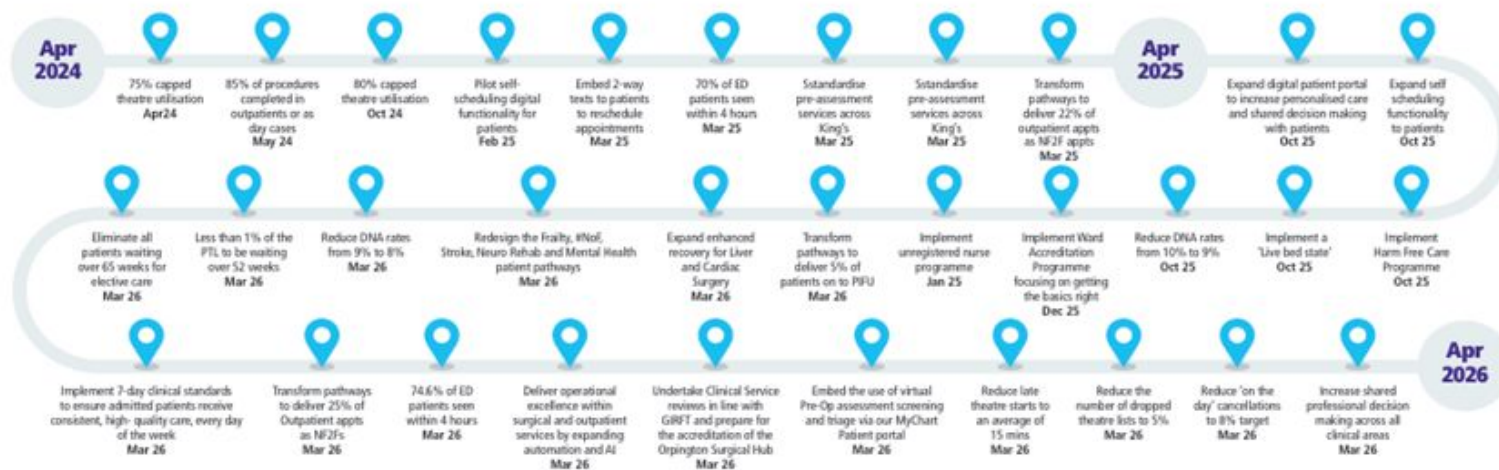 Apr
2024
75% capped
theatre utilisation
Apr24
85% of procedures
completed in
outpatients or as
day cases
May 24
80% capped
theatre utilisation
Oct 24
Pilot self-
scheduling digital
functionality for
patients
Feb 25
Embed 2-way
texts to patients
to reschedule
appointments
Mar 25
70% of ED
patients seen
within 4 hours
Mar 25
Sstandardise
pre-assessment
services across
King's
Mar 25
Sstandardise
pre-assessment
services across
King's
Mar 25
Transform
pathways to
deliver 22% of
outpatient appts
as NF2F appts
Mar 25
Apr
2025
Expand digital patient portal
to increase personalised care
and shared decision making
with patients
Oct 25
Expand self
scheduling
functionality
to patients
Oct 25
Eliminate all
patients waiting
over 65 weeks for
elective care
Mar 26
Less than 1% of the
PTL to be waiting
over 52 weeks
Mar 26
Reduce DNA rates
from 9% to 8%
Mar 26
Redesign the Frailty, #NoF,
Stroke, Neuro Rehab and Mental Health
patient pathways
Mar 26
Expand enhanced
recovery for Liver
and Cardiac
Surgery
Mar 26
Transform
pathways to
deliver 5% of
patients on to PIFU
Mar 26
Implement
unregistered nurse
programme
Jan 25
Implement Ward
Accreditation
Programme
focusing on getting
the basics right
Dec 25
Reduce DNA rates
from 10% to 9%
Oct 25
Implement a
'Live bed state'
Oct 25
Implement
Harm Free Care
Programme
Oct 25
Implement 7-day clinical standards
to ensure admitted patients receive
consistent, high- quality care, every day
of the week
Mar 26
Transform pathways
to deliver 25% of
Outpatient appts
as NF2Fs
Mar 26
74.6% of ED
patients seen
within 4 hours
Mar 26
Deliver operational
excellence within
surgical and outpatient
services by expanding
automation and AI
Mar 26
Undertake Clinical Service
reviews in line with
GIRFT and prepare for
the accreditation of the
Orpington Surgical Hub
Mar 26
Embed the use of virtual
Pre-Op assessment screening
and triage via our MyChart
Patient portal
Mar 26
Reduce late
theatre starts to
an average of
15 mins
Mar 26
Reduce the
number of dropped
theatre lists to 5%
Mar 26
Reduce 'on the
day' cancellations
to 8% target
Mar 26
Increase shared
professional decision
making across all
clinical areas
Mar 26
Apr
2026